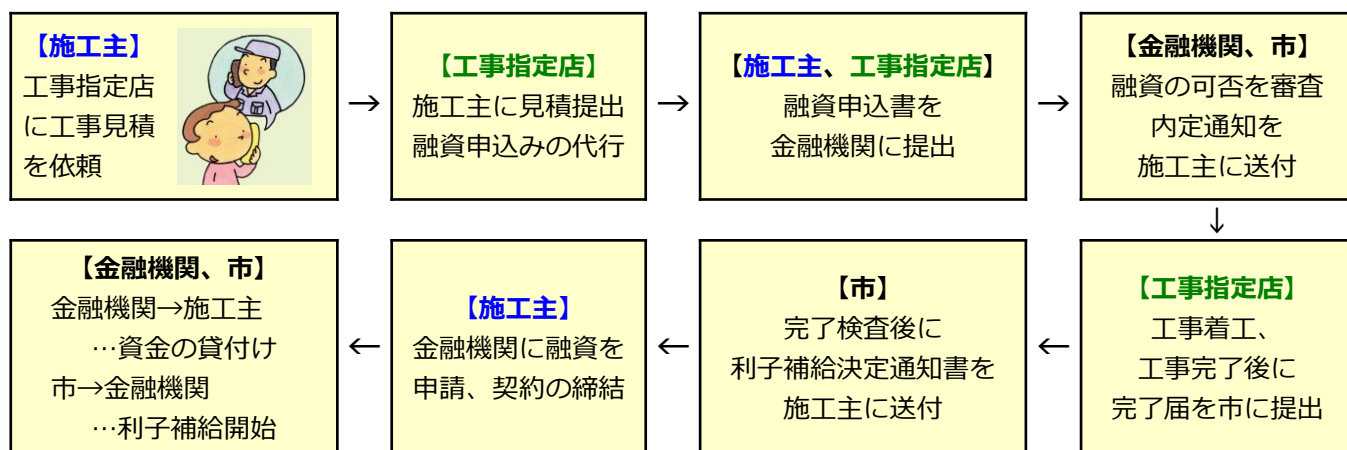 【施工主】
工事指定店
に工事見積
を依頼
→
【工事指定店】
施工主に見積提出
融資申込みの代行
→
【施工主、工事指定店】
融資申込書を
金融機関に提出
→
【金融機関、市】
融資の可否を審査
内定通知を
施工主に送付
↓
【工事指定店】
工事着工、
工事完了後に
完了届を市に提出
←
【市】
完了検査後に
利子補給決定通知書を
施工主に送付
←
【施工主】
金融機関に融資を
申請、契約の締結
←
【金融機関、市】
金融機関→施工主
…資金の貸付け
市→金融機関
…利子補給開始